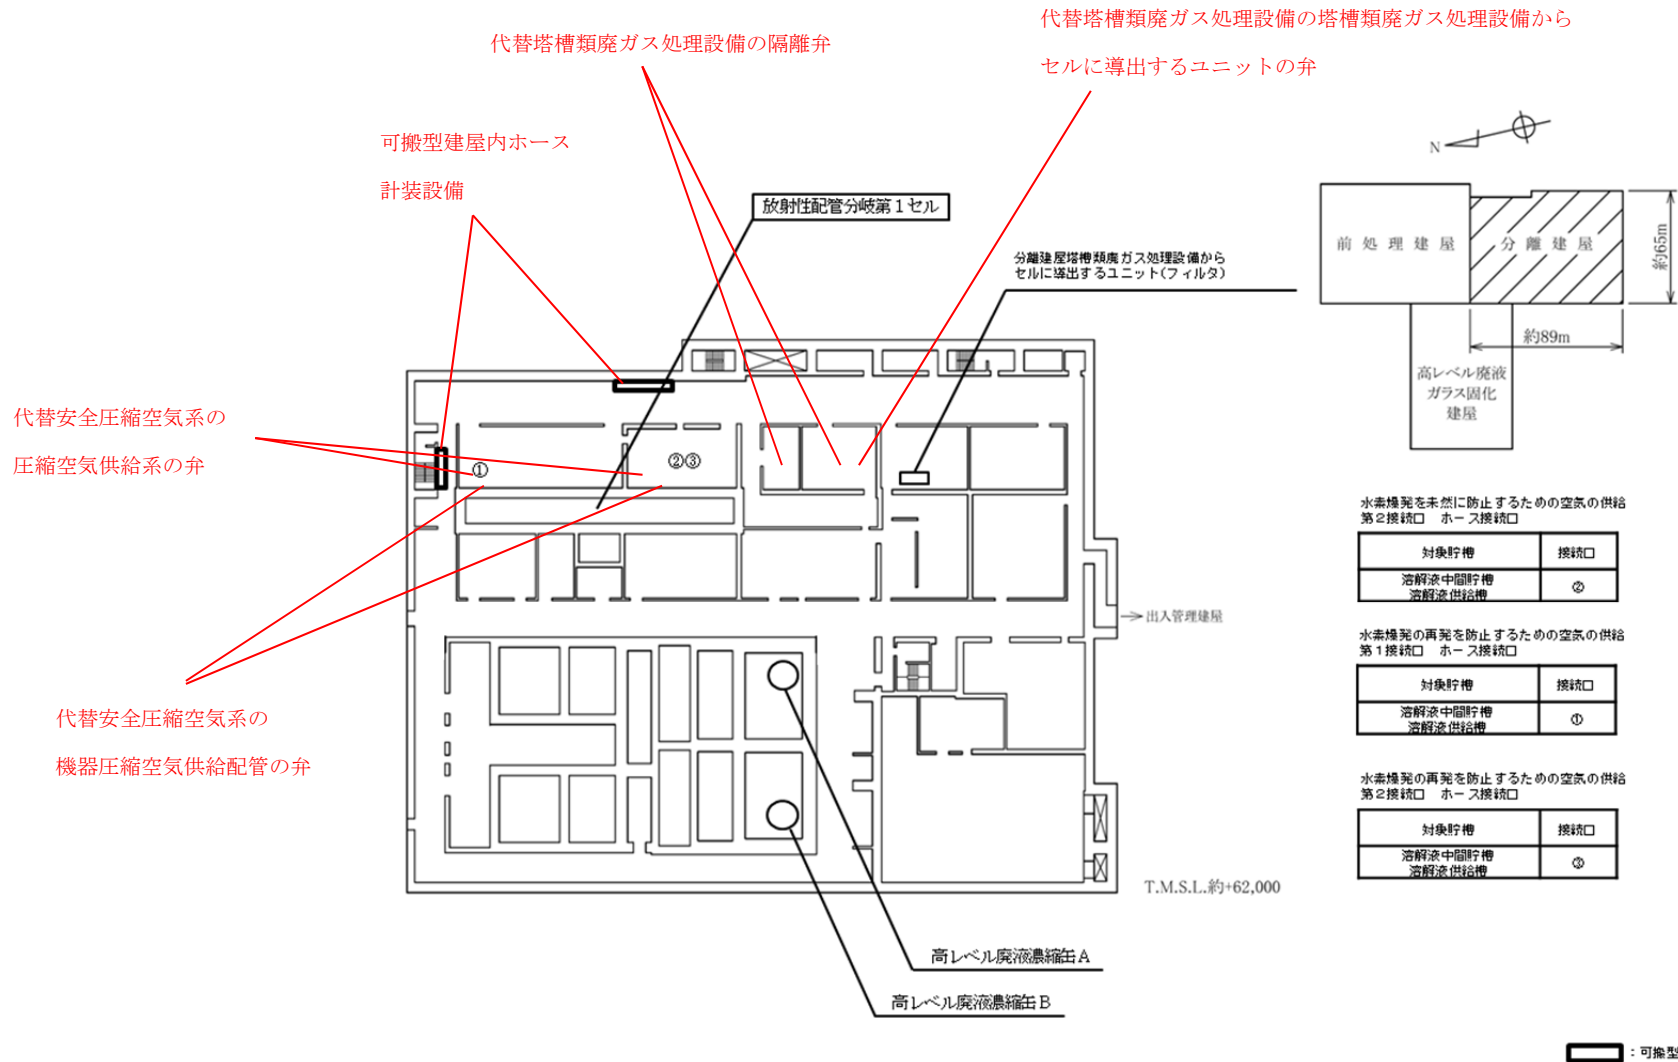 代替塔槽類廃ガス処理設備の塔槽類廃ガス処理設備から
セルに導出するユニットの弁
代替塔槽類廃ガス処理設備の隔離弁
可搬型建屋内ホース
計装設備
放射性配管分岐第1セル
分離建屋塔槽類廃ガス処理設備から
セルに導出するユニット(フィルタ)
N
前処理建屋
分離建屋
約65m
約89m
高レベル廃液
ガラス固化
建屋
代替安全圧縮空気系の
圧縮空気供給系の弁
①
②③
水素爆発を未然に防止するための空気の供給
第2接続口 ホース接続口
対象貯槽 接続口
溶解液中間貯槽
溶解液供給槽
②
→出入管理建屋
水素爆発の再発を防止するための空気の供給
第1接続口 ホース接続口
対象貯槽 接続口
溶解液中間貯槽
溶解液供給槽
①
代替安全圧縮空気系の
機器圧縮空気供給配管の弁
水素爆発の再発を防止するための空気の供給
第2接続口 ホース接続口
対象貯槽 接続口
溶解液中間貯槽
溶解液供給槽
③
T.M.S.L.約+62,000
高レベル廃液濃縮缶A
高レベル廃液濃縮缶B
:可搬型